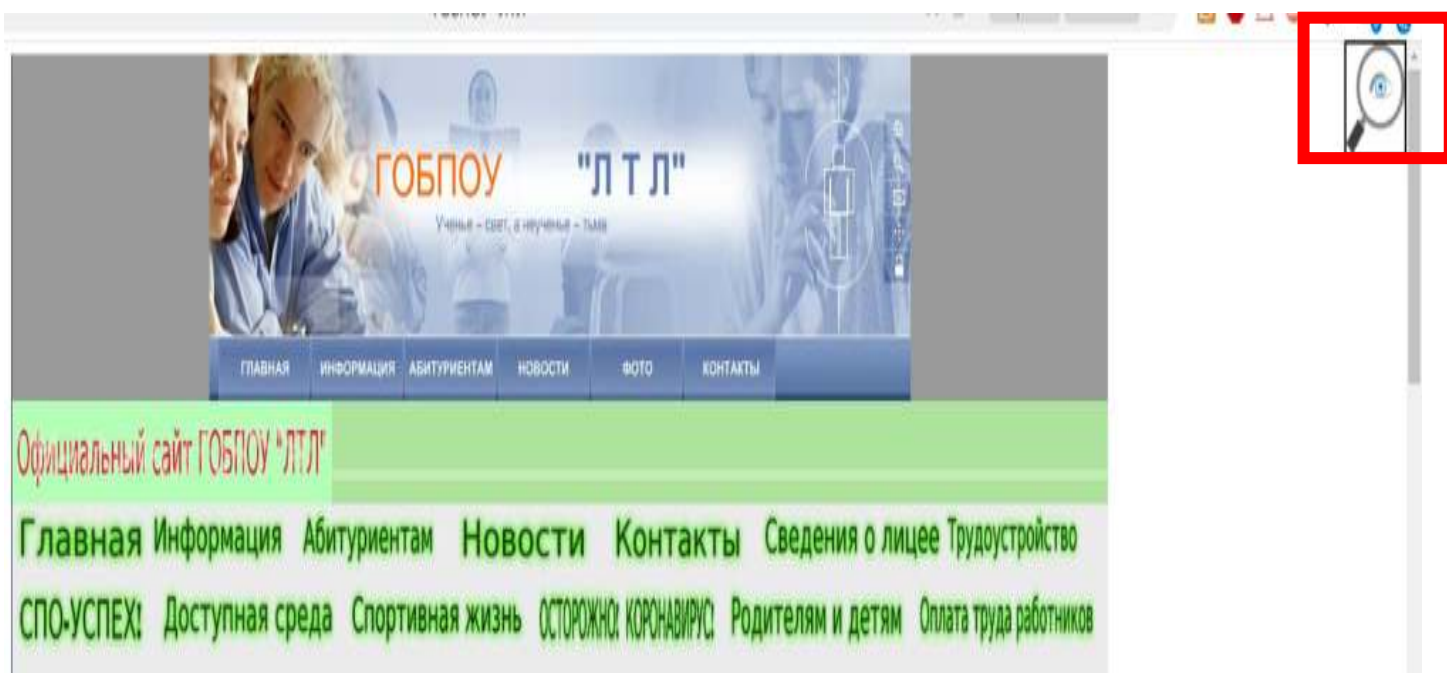 ГОБПОУ "Л Т Л"
Ученье – свет, а неученье – тьма
ГЛАВНАЯ ИНФОРМАЦИЯ АБИТУРИЕНТАМ НОВОСТИ ФОТО КОНТАКТЫ
Официальный сайт ГОБПОУ "ЛТЛ"
Главная Информация Абитуриентам Новости Контакты Сведения о лицее Трудоустройство
СПО-УСПЕХ! Доступная среда Спортивная жизнь ОСТОРОЖНО! КОРОНАВИРУС! Родителям и детям Оплата труда работников